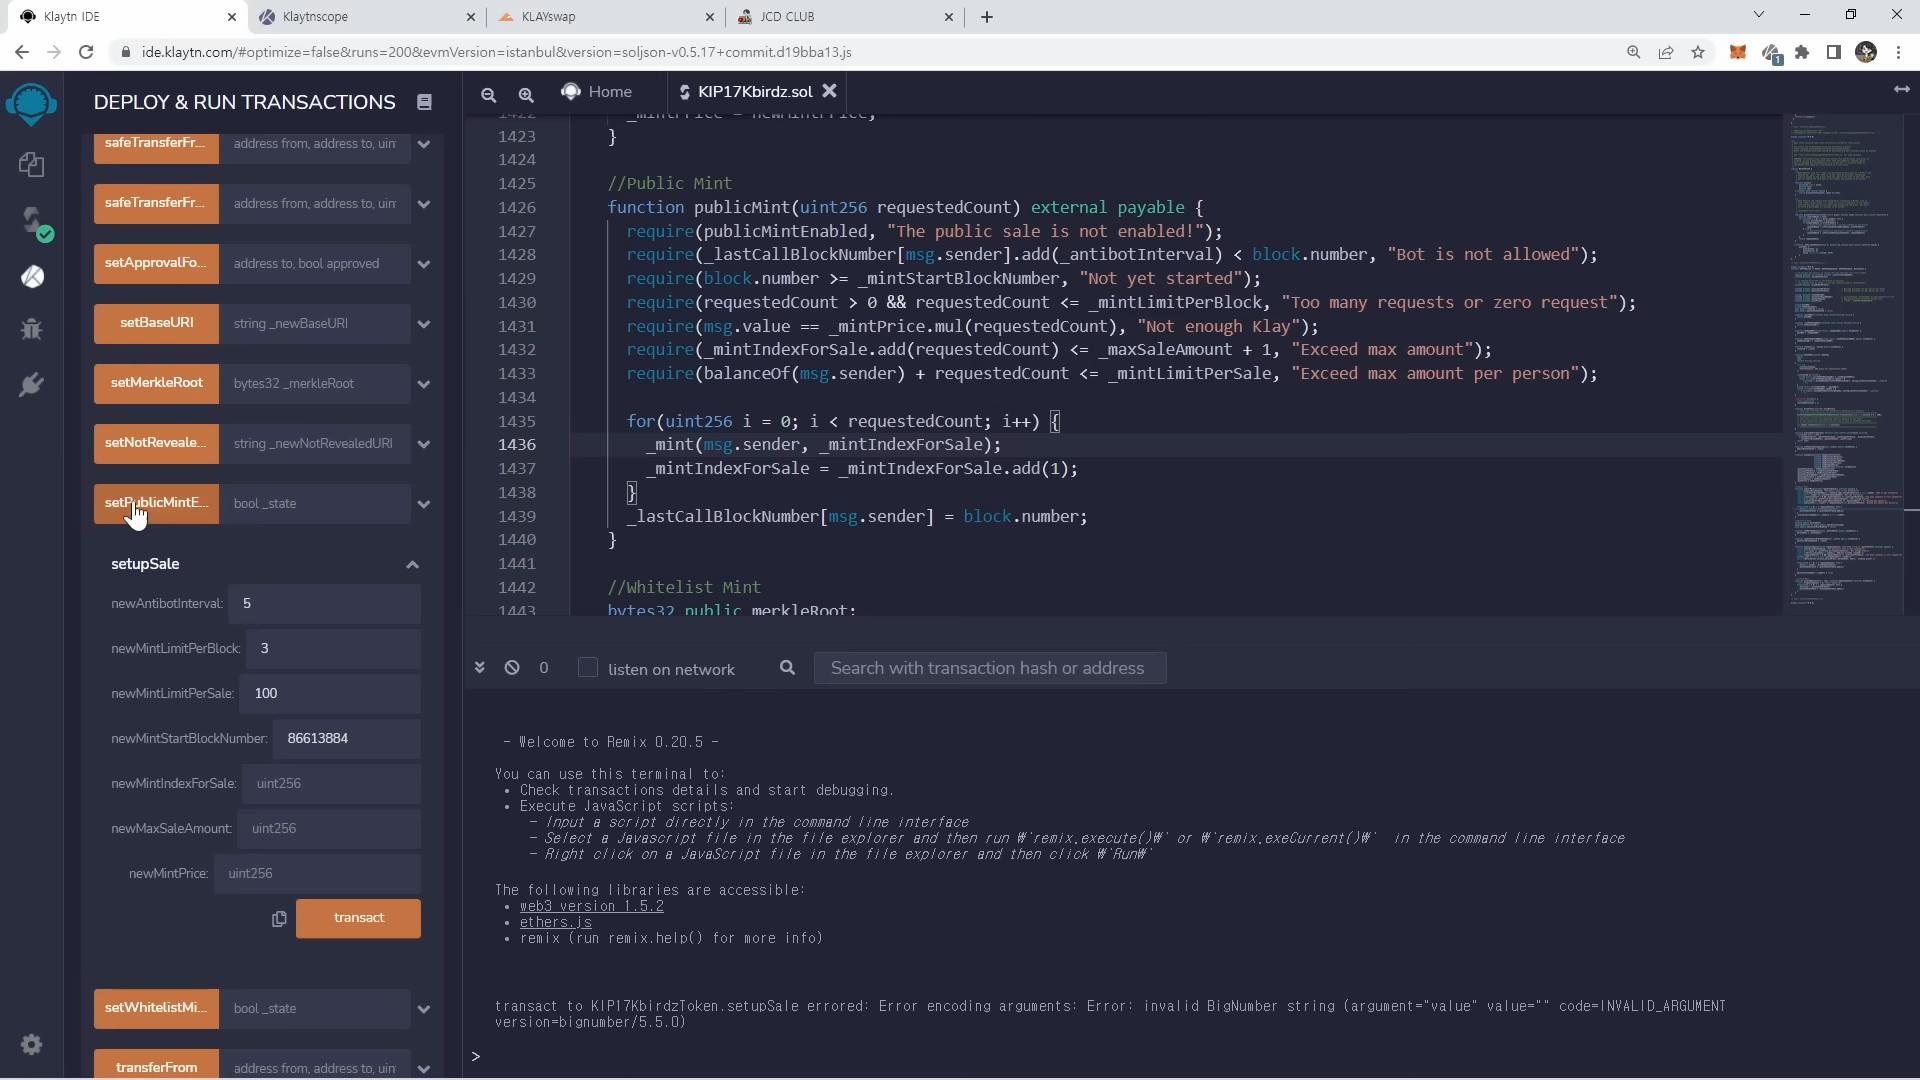 Klaytn IDE
Klaytnscope
KLAYswap
JCD CLUB
ide.klaytn.com/#optimize=false&runs=200&evmVersion=istanbul&version=soljson-v0.5.17+commit.d19bba13.js
1
DEPLOY & RUN TRANSACTIONS
Home
KIP17Kbirdz.sol
safeTransferFr... address from, address to, uin
safeTransferFr... address from, address to, uin
setApprovalFo... address to, bool approved
setBaseURI string _newBaseURI
setMerkleRoot bytes32 _merkleRoot
setNotReveale... string _newNotRevealedURI
setPublicMintE... bool _state
setupSale
newAntibotInterval: 5
newMintLimitPerBlock: 3
newMintLimitPerSale: 100
newMintStartBlockNumber: 86613884
newMintIndexForSale: uint256
newMaxSaleAmount: uint256
newMintPrice: uint256
transact
setWhitelistMi... bool _state
transferFrom address from, address to, uin
1422 _mintPrice = newMintPrice;
1423 }
1424
1425 //Public Mint
1426 function publicMint(uint256 requestedCount) external payable {
1427 require(publicMintEnabled, "The public sale is not enabled!");
1428 require(_lastCallBlockNumber[msg.sender].add(_antibotInterval) < block.number, "Bot is not allowed");
1429 require(block.number >= _mintStartBlockNumber, "Not yet started");
1430 require(requestedCount > 0 && requestedCount <= _mintLimitPerBlock, "Too many requests or zero request");
1431 require(msg.value == _mintPrice.mul(requestedCount), "Not enough Klay");
1432 require(_mintIndexForSale.add(requestedCount) <= _maxSaleAmount + 1, "Exceed max amount");
1433 require(balanceOf(msg.sender) + requestedCount <= _mintLimitPerSale, "Exceed max amount per person");
1434
1435 for(uint256 i = 0; i < requestedCount; i++) {
1436 _mint(msg.sender, _mintIndexForSale);
1437 _mintIndexForSale = _mintIndexForSale.add(1);
1438 }
1439 _lastCallBlockNumber[msg.sender] = block.number;
1440 }
1441
1442 //Whitelist Mint
1443 bytes32 public merkleRoot;
0 listen on network Search with transaction hash or address
- Welcome to Remix 0.20.5 -
You can use this terminal to:
• Check transactions details and start debugging.
• Execute JavaScript scripts:
- Input a script directly in the command line interface
- Select a Javascript file in the file explorer and then run ₩`remix.execute()₩` or ₩`remix.exeCurrent()₩` in the command line interface
- Right click on a JavaScript file in the file explorer and then click ₩`Run₩`
The following libraries are accessible:
• web3 version 1.5.2
• ethers.js
• remix (run remix.help() for more info)
transact to KIP17KbirdzToken.setupSale errored: Error encoding arguments: Error: invalid BigNumber string (argument="value" value="" code=INVALID_ARGUMENT
version=bignumber/5.5.0)
>